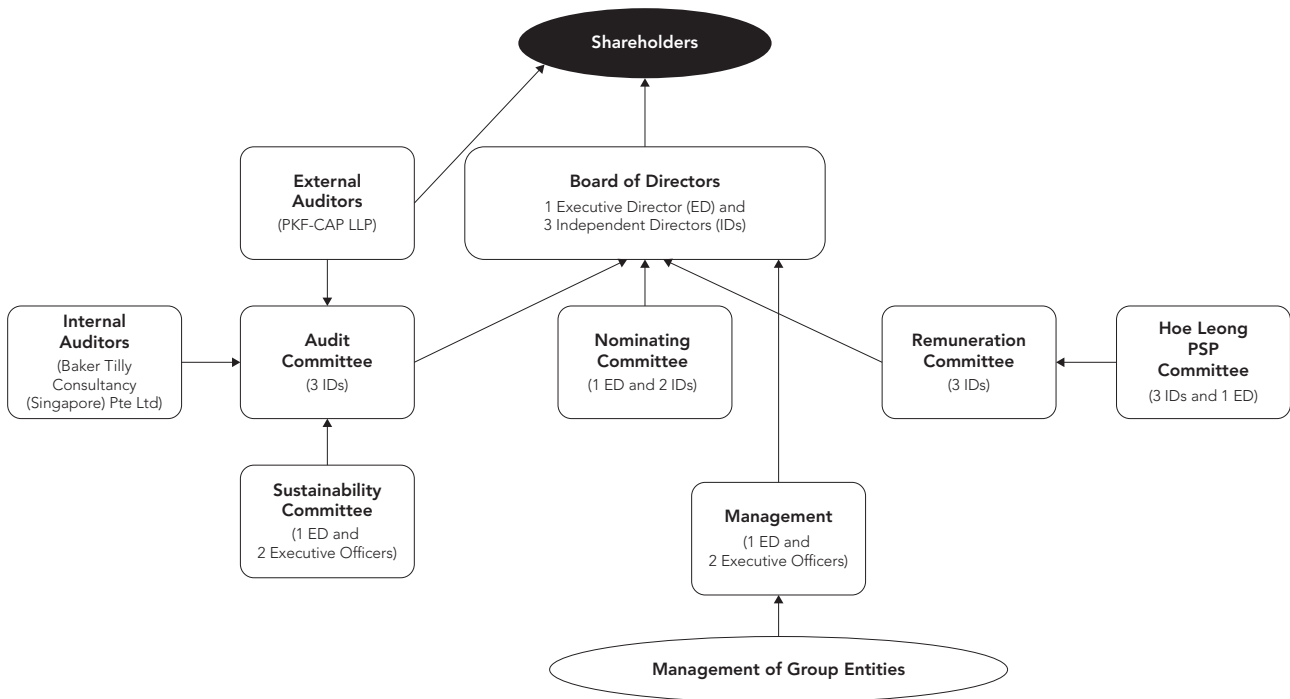 Shareholders
External
Auditors
(PKF-CAP LLP)
Board of Directors
1 Executive Director (ED) and
3 Independent Directors (IDs)
Internal
Auditors
(Baker Tilly
Consultancy
(Singapore) Pte Ltd)
Audit
Committee
(3 IDs)
Nominating
Committee
(1 ED and 2 IDs)
Remuneration
Committee
(3 IDs)
Hoe Leong
PSP
Committee
(3 IDs and 1 ED)
Sustainability
Committee
(1 ED and
2 Executive Officers)
Management
(1 ED and
2 Executive Officers)
Management of Group Entities